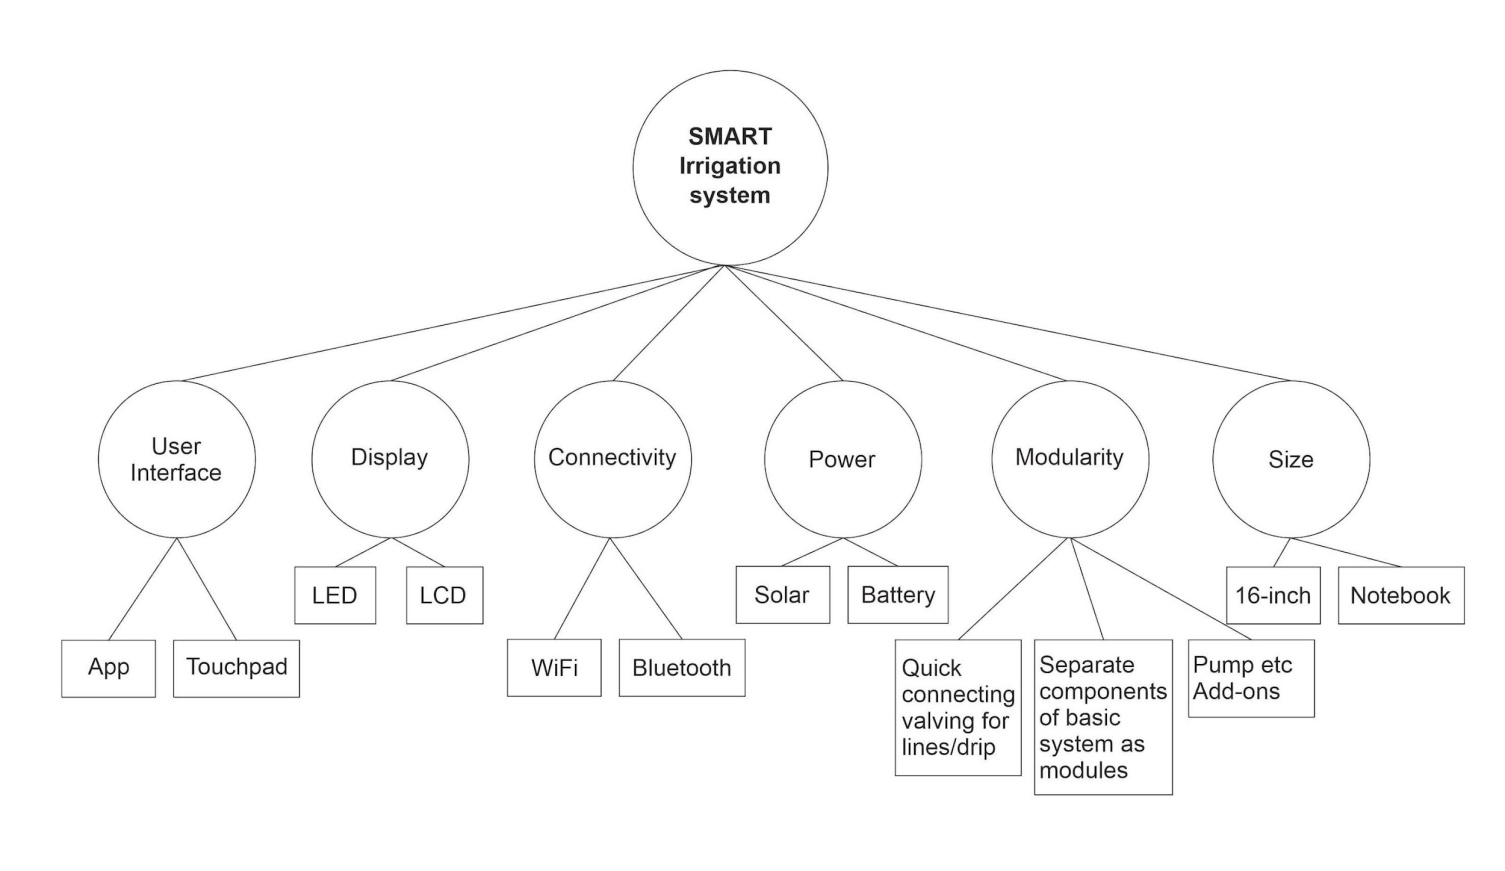 SMART
Irrigation
system
User
Interface
Display
Connectivity
Power
Modularity
Size
LED
LCD
Solar
Battery
16-inch
Notebook
App
Touchpad
WiFi
Bluetooth
Quick
connecting
valving for
lines/drip
Separate
components
of basic
system as
modules
Pump etc
Add-ons